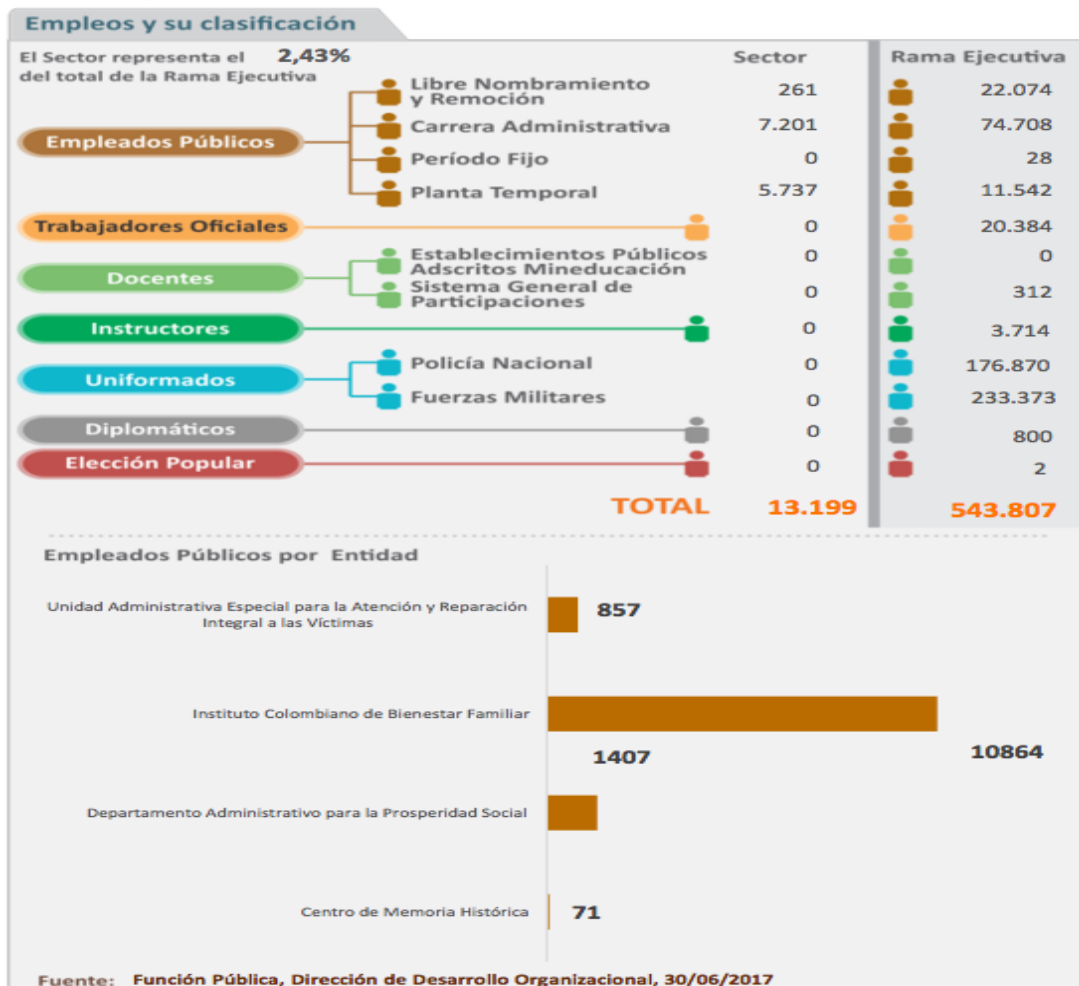 Empleos y su clasificación
El Sector representa el 2,43%
del total de la Rama Ejecutiva
Sector Rama Ejecutiva
Empleados Públicos
Libre Nombramiento
y Remoción 261 22.074
Carrera Administrativa 7.201 74.708
Período Fijo 0 28
Planta Temporal 5.737 11.542
Trabajadores Oficiales 0 20.384
Docentes
Establecimientos Públicos
Adscritos Mineducación 0 0
Sistema General de
Participaciones 0 312
Instructores 0 3.714
Uniformados
Policía Nacional 0 176.870
Fuerzas Militares 0 233.373
Diplomáticos 0 800
Elección Popular 0 2
TOTAL 13.199 543.807
Empleados Públicos por Entidad
Unidad Administrativa Especial para la Atención y Reparación
Integral a las Víctimas 857
Instituto Colombiano de Bienestar Familiar
1407 10864
Departamento Administrativo para la Prosperidad Social
Centro de Memoria Histórica 71
Fuente: Función Pública, Dirección de Desarrollo Organizacional, 30/06/2017